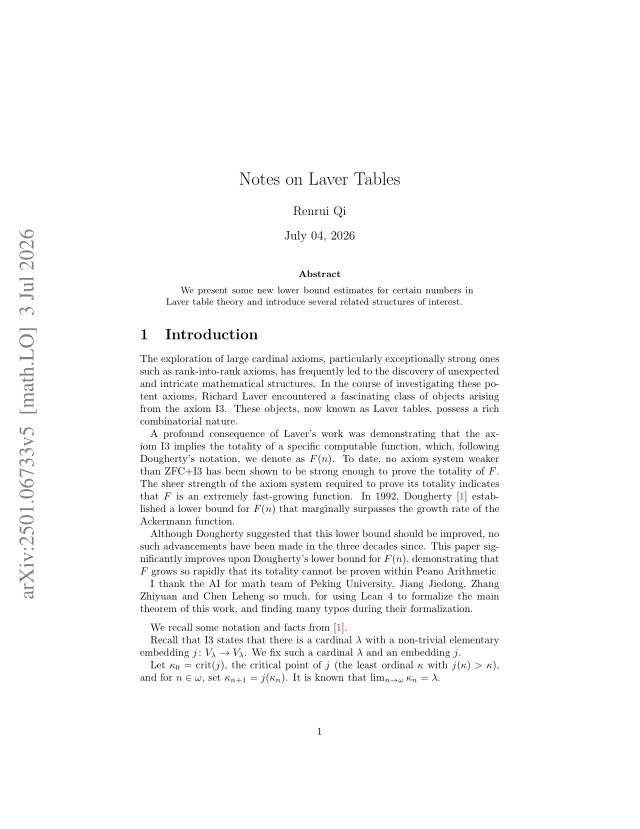 arXiv:2501.06733v5 [math.LO] 3 Jul 2026
Notes on Laver Tables
Renrui Qi
July 04, 2026
Abstract
We present some new lower bound estimates for certain numbers in
Laver table theory and introduce several related structures of interest.
1 Introduction
The exploration of large cardinal axioms, particularly exceptionally strong ones
such as rank-into-rank axioms, has frequently led to the discovery of unexpected
and intricate mathematical structures. In the course of investigating these po-
tent axioms, Richard Laver encountered a fascinating class of objects arising
from the axiom I3. These objects, now known as Laver tables, possess a rich
combinatorial nature.
A profound consequence of Laver's work was demonstrating that the ax-
iom I3 implies the totality of a specific computable function, which, following
Dougherty's notation, we denote as F(n). To date, no axiom system weaker
than ZFC+I3 has been shown to be strong enough to prove the totality of F.
The sheer strength of the axiom system required to prove its totality indicates
that F is an extremely fast-growing function. In 1992, Dougherty [1] estab-
lished a lower bound for F(n) that marginally surpasses the growth rate of the
Ackermann function.
Although Dougherty suggested that this lower bound should be improved, no
such advancements have been made in the three decades since. This paper sig-
nificantly improves upon Dougherty's lower bound for F(n), demonstrating that
F grows so rapidly that its totality cannot be proven within Peano Arithmetic.
I thank the AI for math team of Peking University, Jiang Jiedong, Zhang
Zhiyuan and Chen Leheng so much, for using Lean 4 to formalize the main
theorem of this work, and finding many typos during their formalization.
We recall some notation and facts from [1].
Recall that I3 states that there is a cardinal λ with a non-trivial elementary
embedding j: V_λ → V_λ. We fix such a cardinal λ and an embedding j.
Let κ₀ = crit(j), the critical point of j (the least ordinal κ with j(κ) > κ),
and for n ∈ ω, set κₙ₊₁ = j(κₙ). It is known that limₙ→ω κₙ = λ.
1